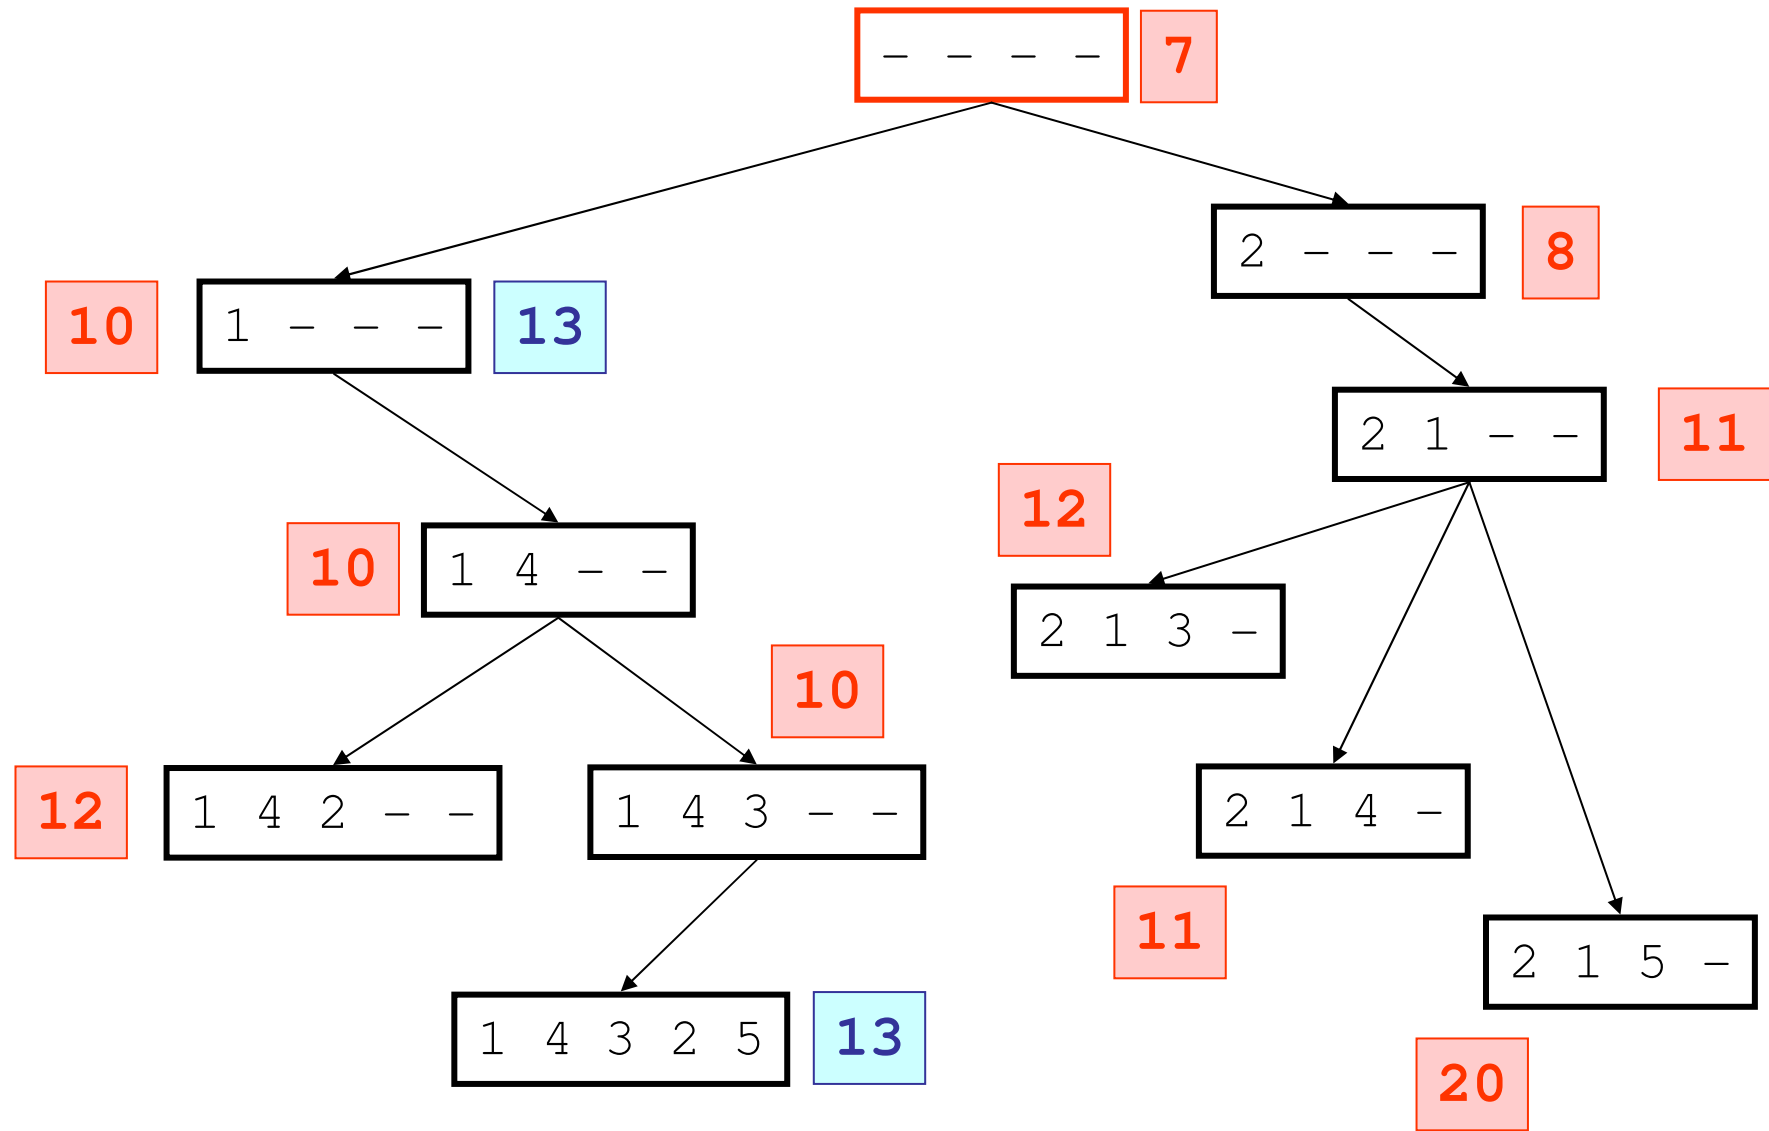 - - - - 7
2 - - - 8
10 1 - - - 13
2 1 - - 11
12
10 1 4 - -
2 1 3 -
10
12 1 4 2 - -
1 4 3 - -
2 1 4 -
11
2 1 5 -
1 4 3 2 5 13
20